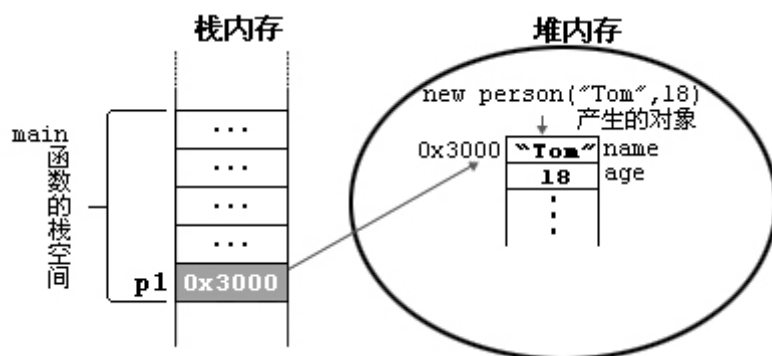 栈内存
堆内存
main
函数的栈空间
...
...
...
...
p1
0x3000
new person("Tom",18)
产生的对象
0x3000
"Tom"
name
18
age